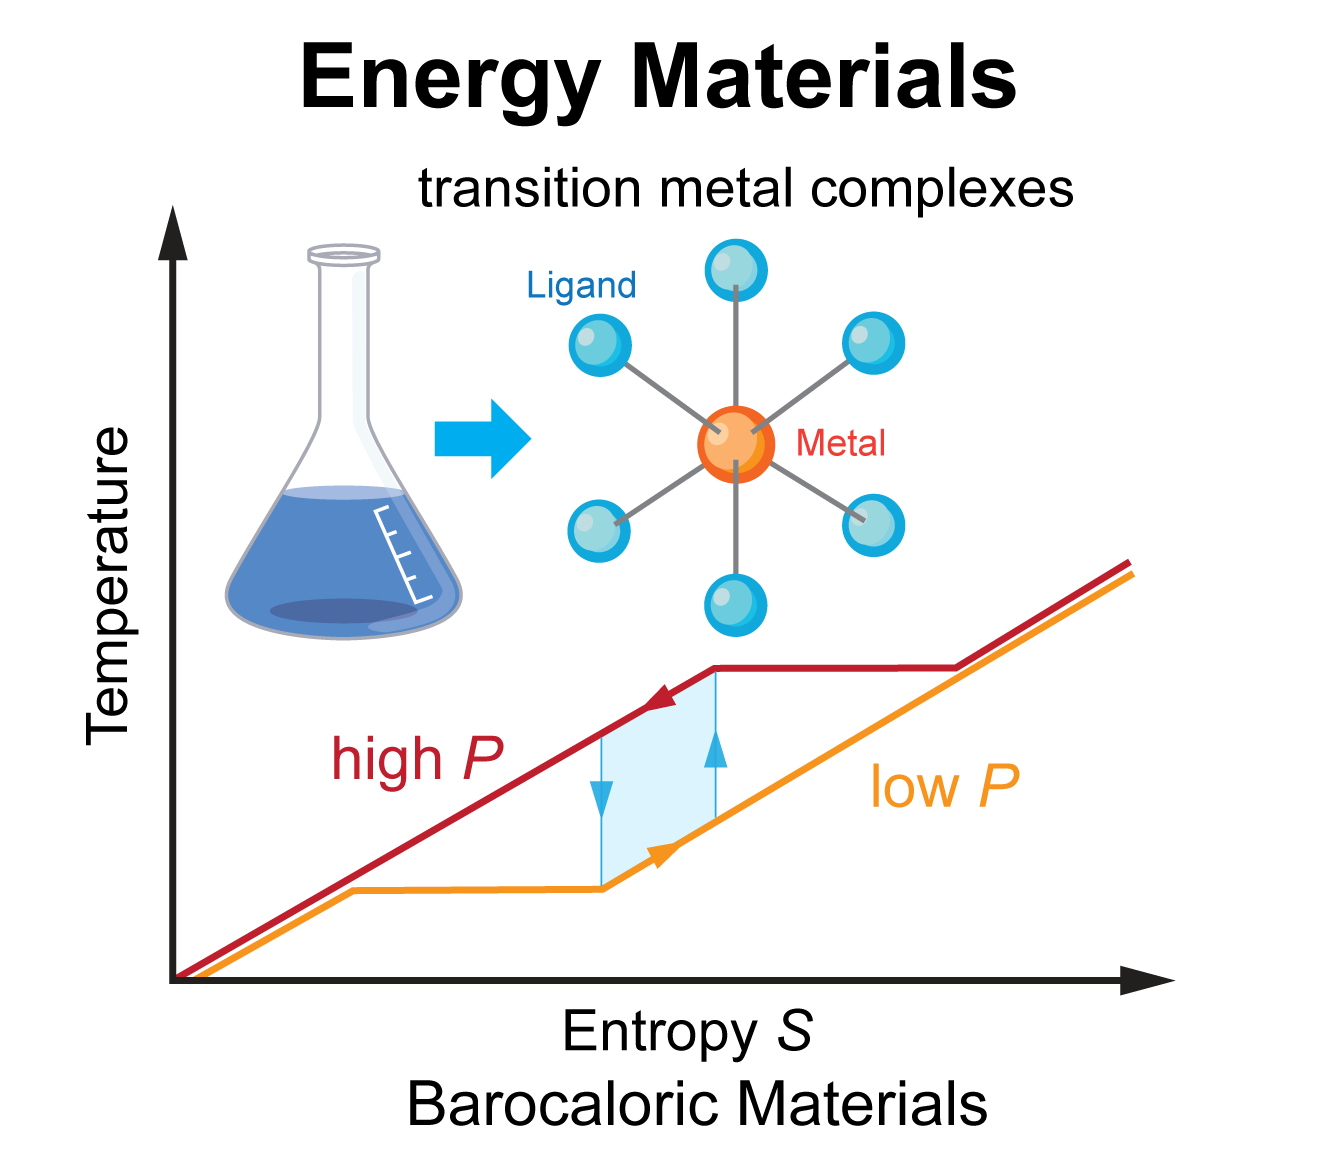 Energy Materials
transition metal complexes
Ligand
Metal
Temperature
high P
low P
Entropy S
Barocaloric Materials